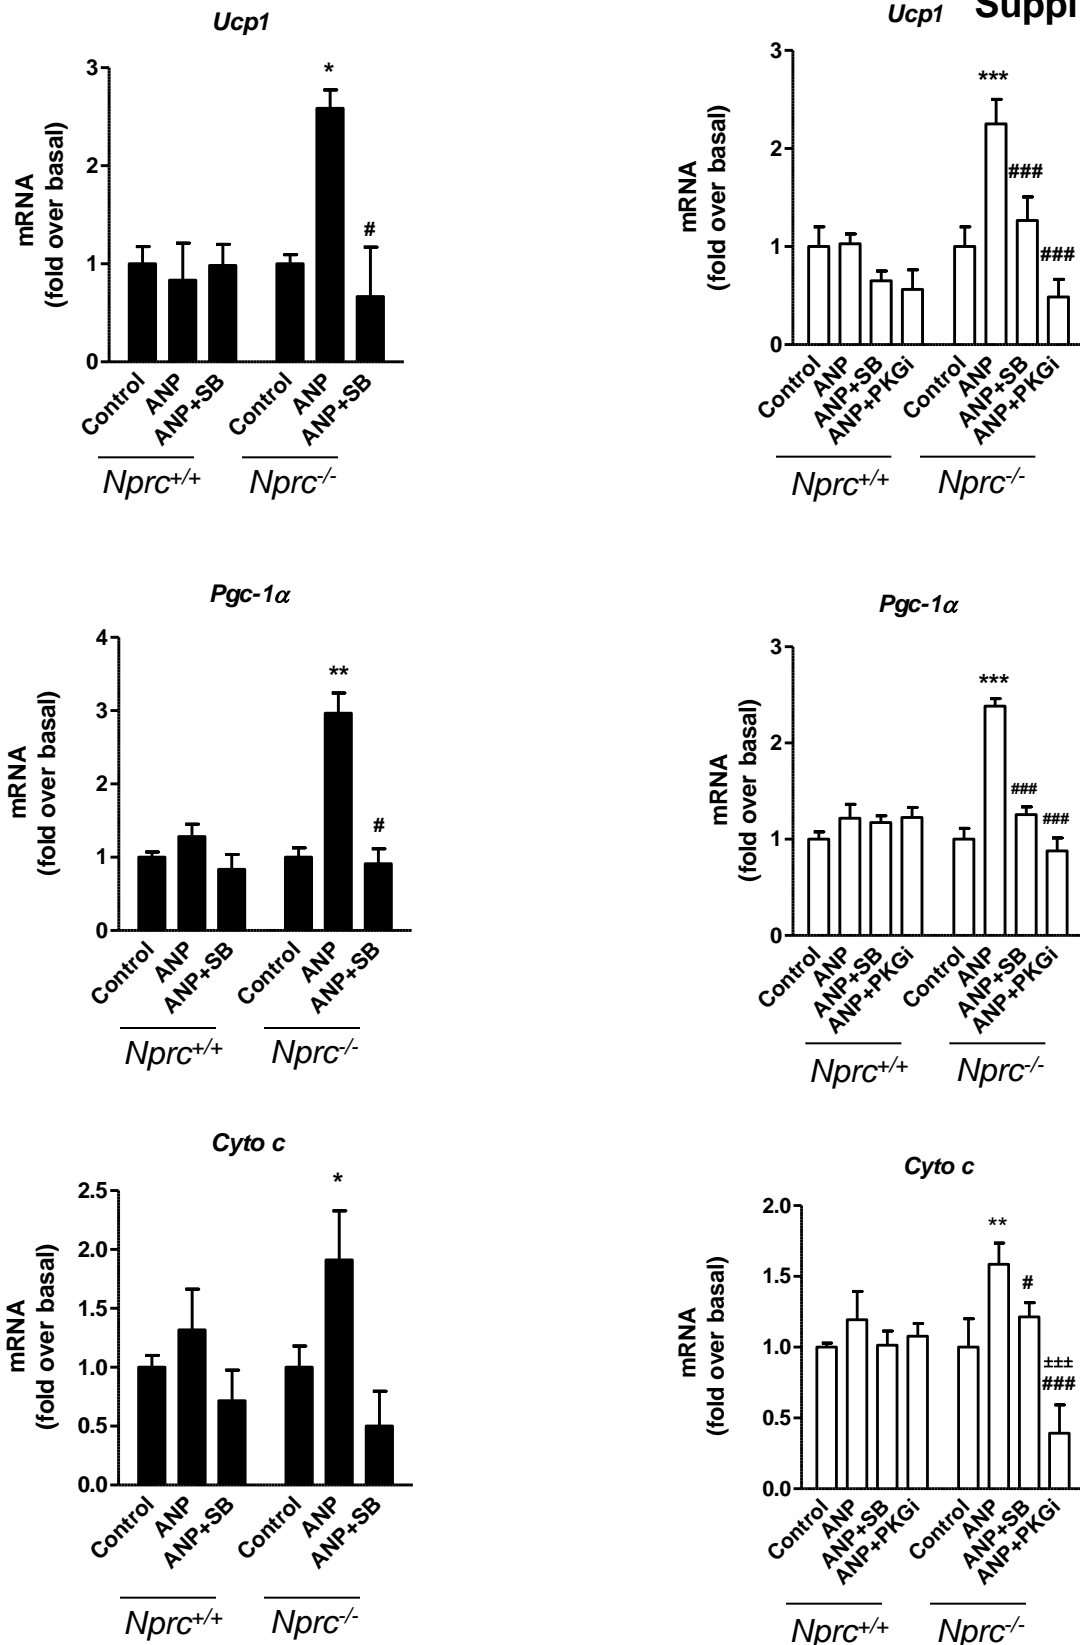 Ucp1
mRNA
(fold over basal)
3
2
1
0
*
#
Control
ANP
ANP+SB
Control
ANP
ANP+SB
Nprc+/+
Nprc-/-
Ucp1
mRNA
(fold over basal)
3
2
1
0
***
###
###
Control
ANP
ANP+SB
ANP+PKGi
Control
ANP
ANP+SB
ANP+PKGi
Nprc+/+
Nprc-/-
Pgc-1α
mRNA
(fold over basal)
4
3
2
1
0
**
#
Control
ANP
ANP+SB
Control
ANP
ANP+SB
Nprc+/+
Nprc-/-
Pgc-1α
mRNA
(fold over basal)
3
2
1
0
***
###
###
Control
ANP
ANP+SB
ANP+PKGi
Control
ANP
ANP+SB
ANP+PKGi
Nprc+/+
Nprc-/-
Cyto c
mRNA
(fold over basal)
2.5
2.0
1.5
1.0
0.5
0.0
*
Control
ANP
ANP+SB
Control
ANP
ANP+SB
Nprc+/+
Nprc-/-
Cyto c
mRNA
(fold over basal)
2.0
1.5
1.0
0.5
0.0
**
#
±±±
###
Control
ANP
ANP+SB
ANP+PKGi
Control
ANP
ANP+SB
ANP+PKGi
Nprc+/+
Nprc-/-